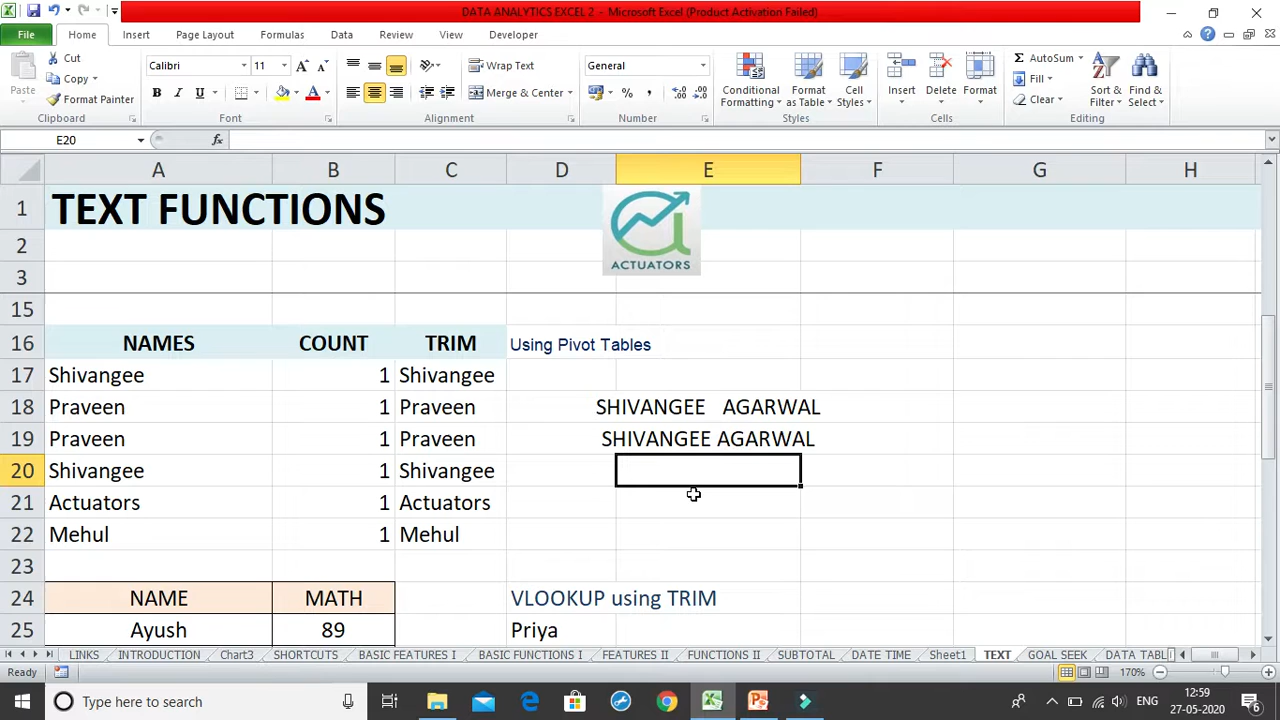 DATA ANALYTICS EXCEL 2 - Microsoft Excel (Product Activation Failed)
File Home Insert Page Layout Formulas Data Review View Developer
Paste
Cut
Copy
Format Painter
Clipboard
Calibri 11
B I U A
Font
Wrap Text
Merge & Center
Alignment
General
% ,
Number
Conditional Formatting
Format as Table
Cell Styles
Styles
Insert Delete Format
Cells
Σ AutoSum
Fill
Clear
Sort & Filter
Find & Select
Editing
E20 fx
A B C D E F G H
1 TEXT FUNCTIONS
ACTUATORS
2
3
15
16 NAMES COUNT TRIM Using Pivot Tables
17 Shivangee 1 Shivangee
18 Praveen 1 Praveen SHIVANGEE   AGARWAL
19 Praveen 1 Praveen SHIVANGEE AGARWAL
20 Shivangee 1 Shivangee
21 Actuators 1 Actuators
22 Mehul 1 Mehul
23
24 NAME MATH VLOOKUP using TRIM
25 Ayush 89 Priya
LINKS INTRODUCTION Chart3 SHORTCUTS BASIC FEATURES I BASIC FUNCTIONS I FEATURES II FUNCTIONS II SUBTOTAL DATE TIME Sheet1 TEXT GOAL SEEK DATA TABL
Ready 170%
Type here to search
ENG
12:59
27-05-2020
6